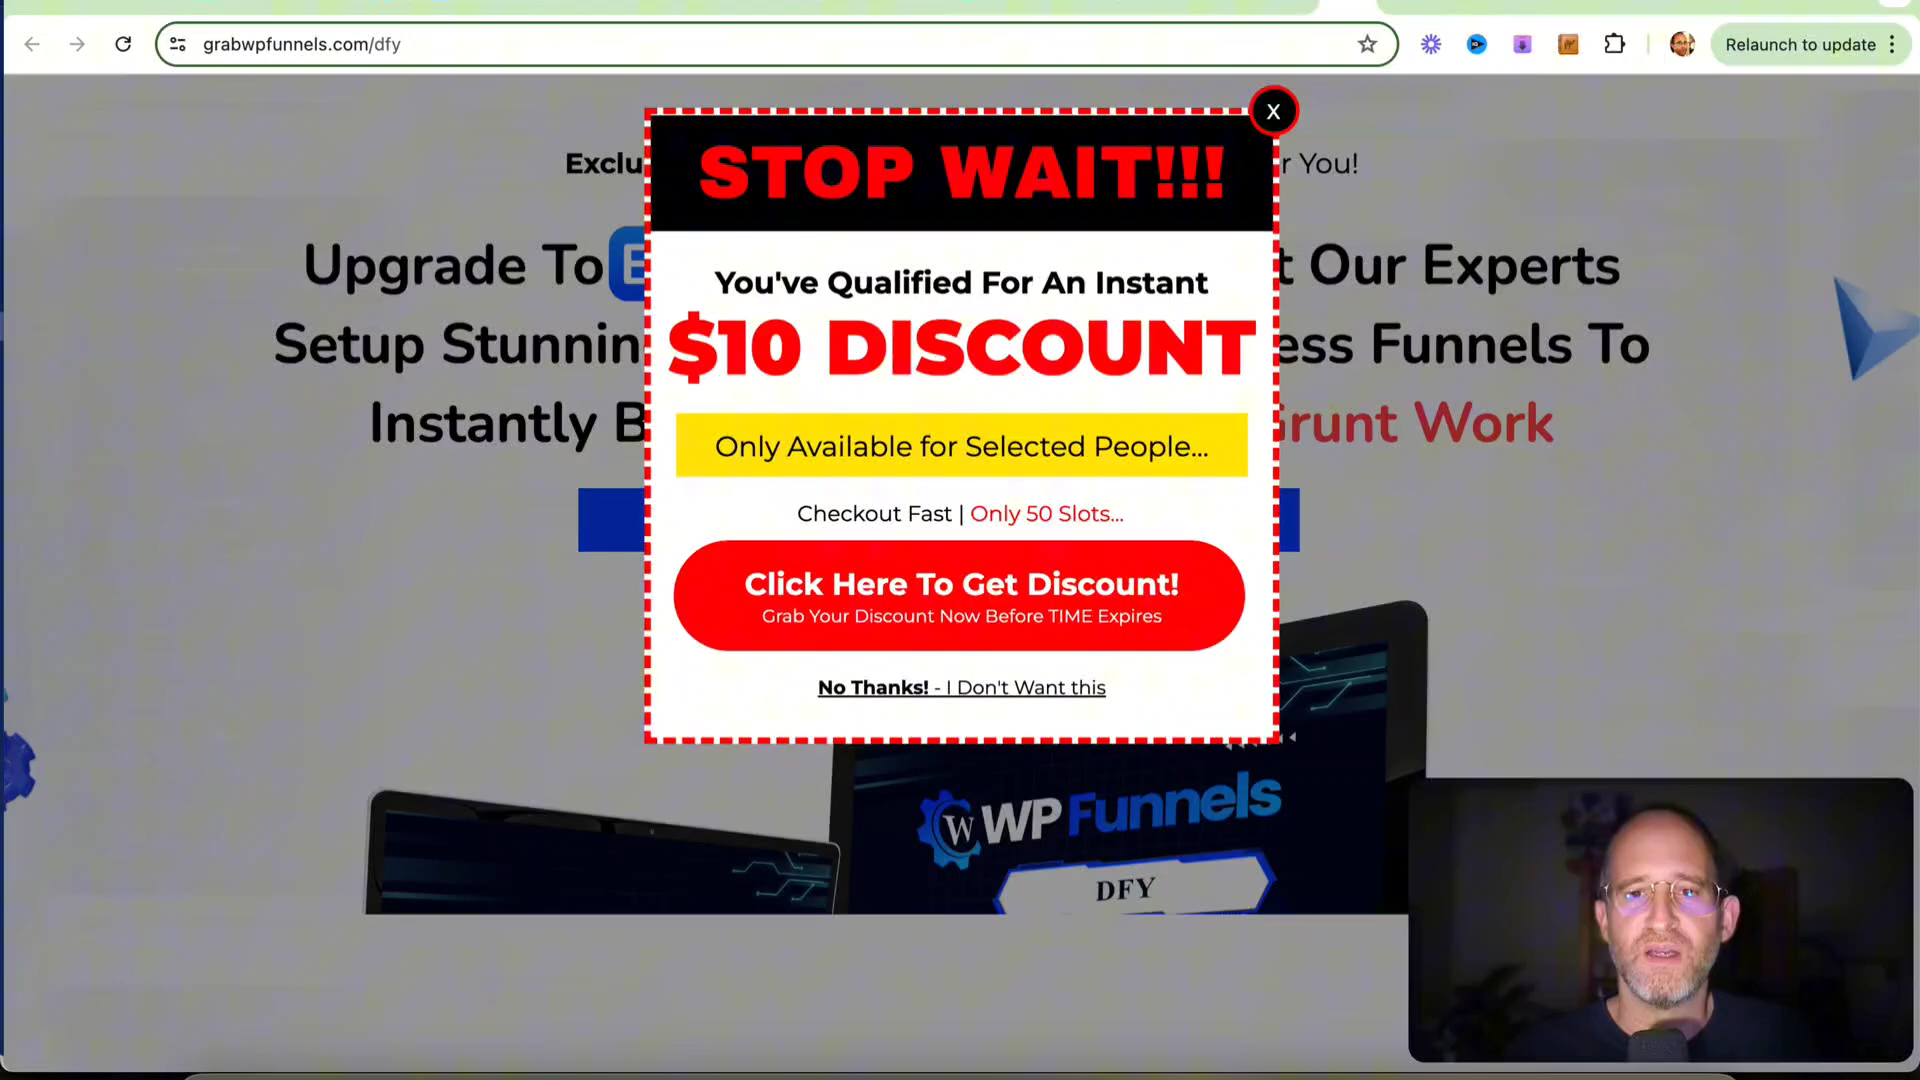 grabwpfunnels.com/dfy
Relaunch to update
X
STOP WAIT!!!
Exclu
r You!
You've Qualified For An Instant
Upgrade To E
t Our Experts
$10 DISCOUNT
Setup Stunnin
ess Funnels To
Instantly B
Grunt Work
Only Available for Selected People...
Checkout Fast | Only 50 Slots...
Click Here To Get Discount!
Grab Your Discount Now Before TIME Expires
No Thanks! - I Don't Want this
W WP Funnels
DFY